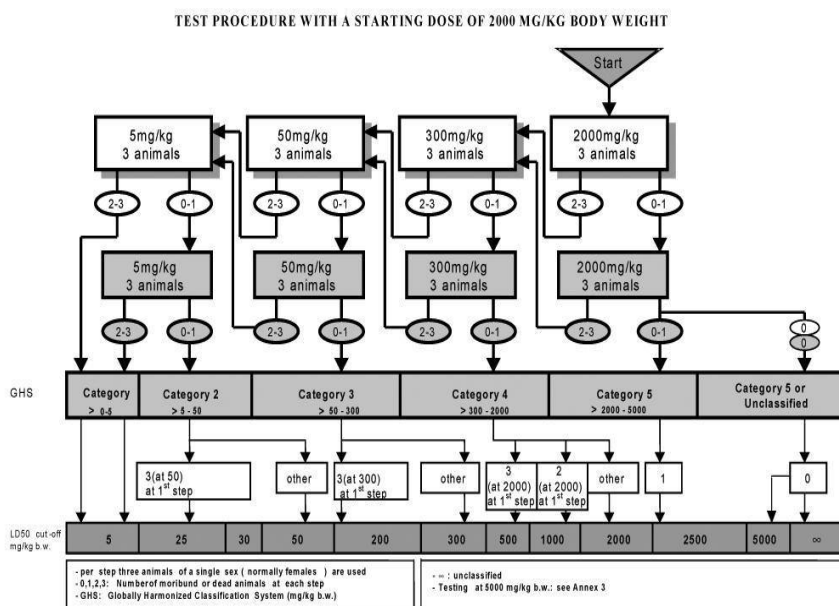 TEST PROCEDURE WITH A STARTING DOSE OF 2000 MG/KG BODY WEIGHT
Start
5mg/kg
3 animals
50mg/kg
3 animals
300mg/kg
3 animals
2000mg/kg
3 animals
2-3
0-1
2-3
0-1
2-3
0-1
2-3
0-1
5mg/kg
3 animals
50mg/kg
3 animals
300mg/kg
3 animals
2000mg/kg
3 animals
2-3
0-1
2-3
0-1
2-3
0-1
2-3
0-1
0
0
GHS
Category
> 0-5
Category 2
> 5 - 50
Category 3
> 50 - 300
Category 4
> 300 - 2000
Category 5
> 2000 - 5000
Category 5 or
Unclassified
3(at 50)
at 1st step
other
3(at 300)
at 1st step
other
3
(at 2000)
at 1st step
2
(at 2000)
at 1st step
other
1
0
LD50 cut-off
mg/kg b.w.
5
25
30
50
200
300
500
1000
2000
2500
5000
∞
- per step three animals of a single sex ( normally females ) are used
- 0,1,2,3: Numberof moribund or dead animals at each step
- GHS: Globally Harmonized Classification System (mg/kg b.w.)
- ∞ : unclassified
- Testing at 5000 mg/kg b.w.: see Annex 3